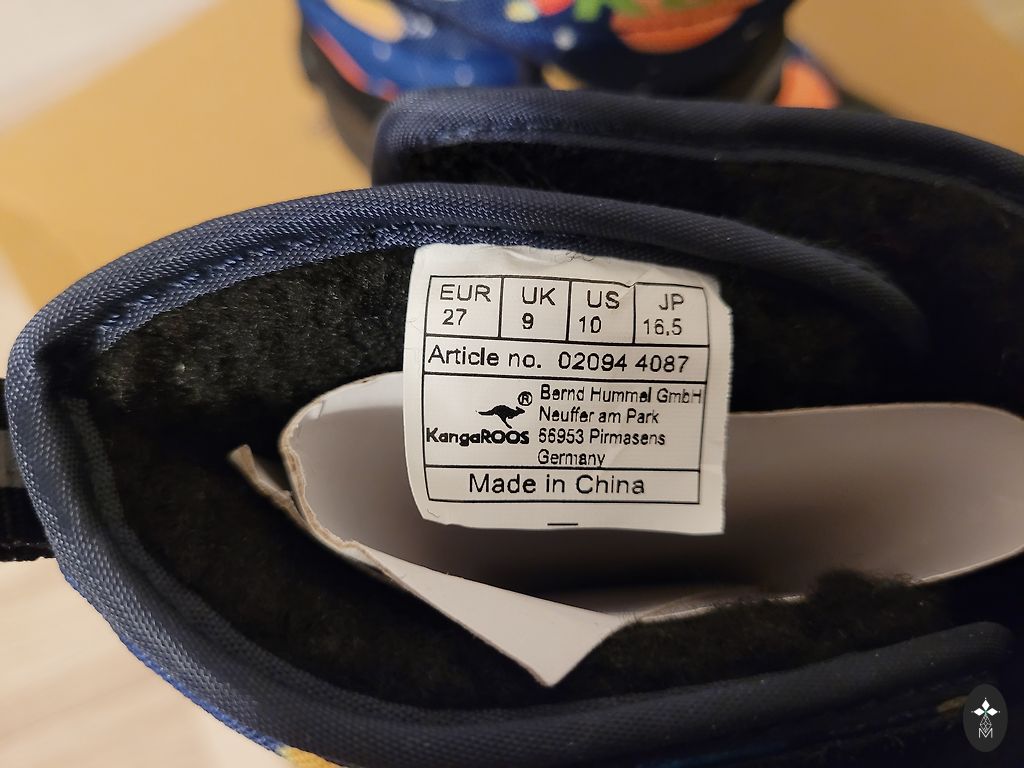 EUR UK US JP
27 9 10 16.5
Article no. 02094 4087
Bernd Hummel GmbH
Neuffer am Park
KangaROOS®
66953 Pirmasens
Germany
Made in China